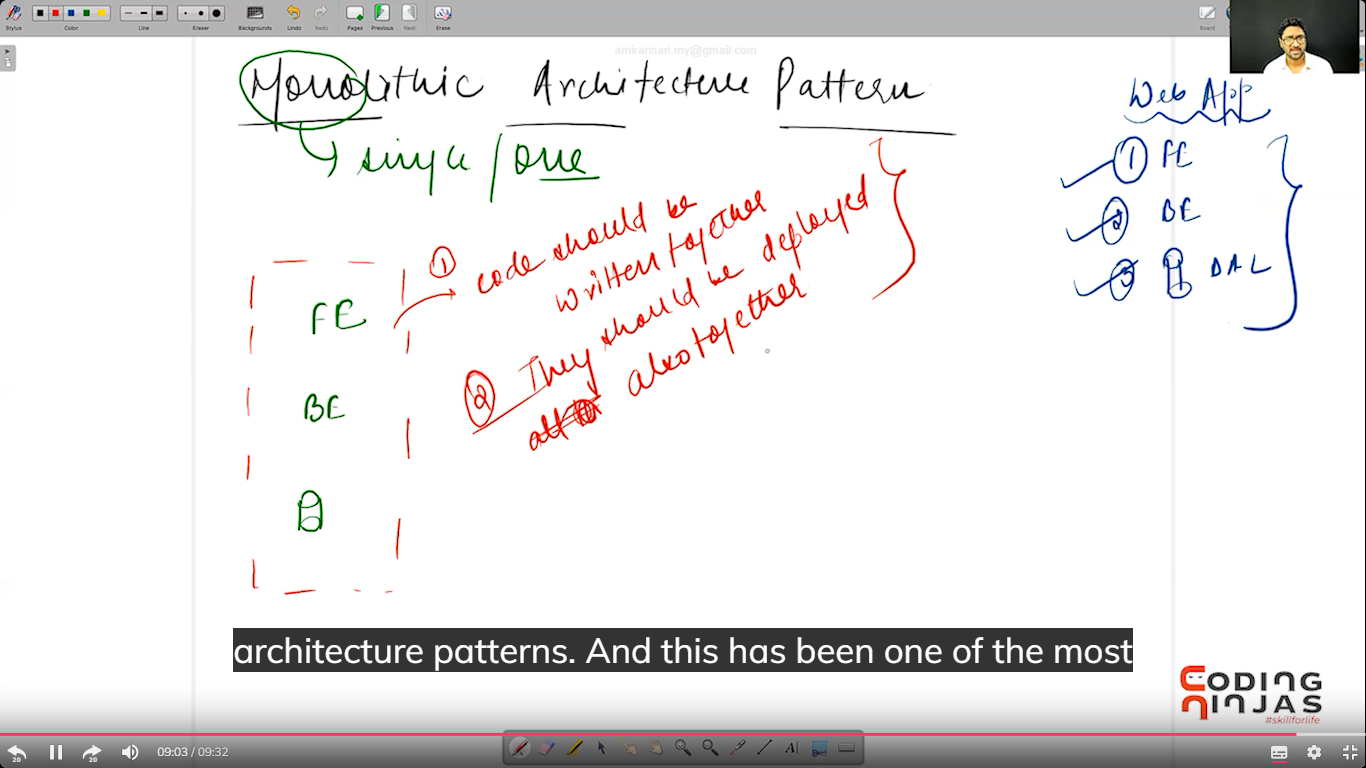 Stylus
Color
Line
Eraser
Backgrounds
Undo
Redo
Pages
Previous
Next
Erase
Board
amiransari.my@gmail.com
Monolithic Architecture Pattern
single / one
① code should be
written together
② They should be deployed
also together
FE
BE
Web App
① FE
② BE
③ DAL
architecture patterns. And this has been one of the most
CODING
NINJAS
#skillforlife
20
20
09:03 / 09:32
A